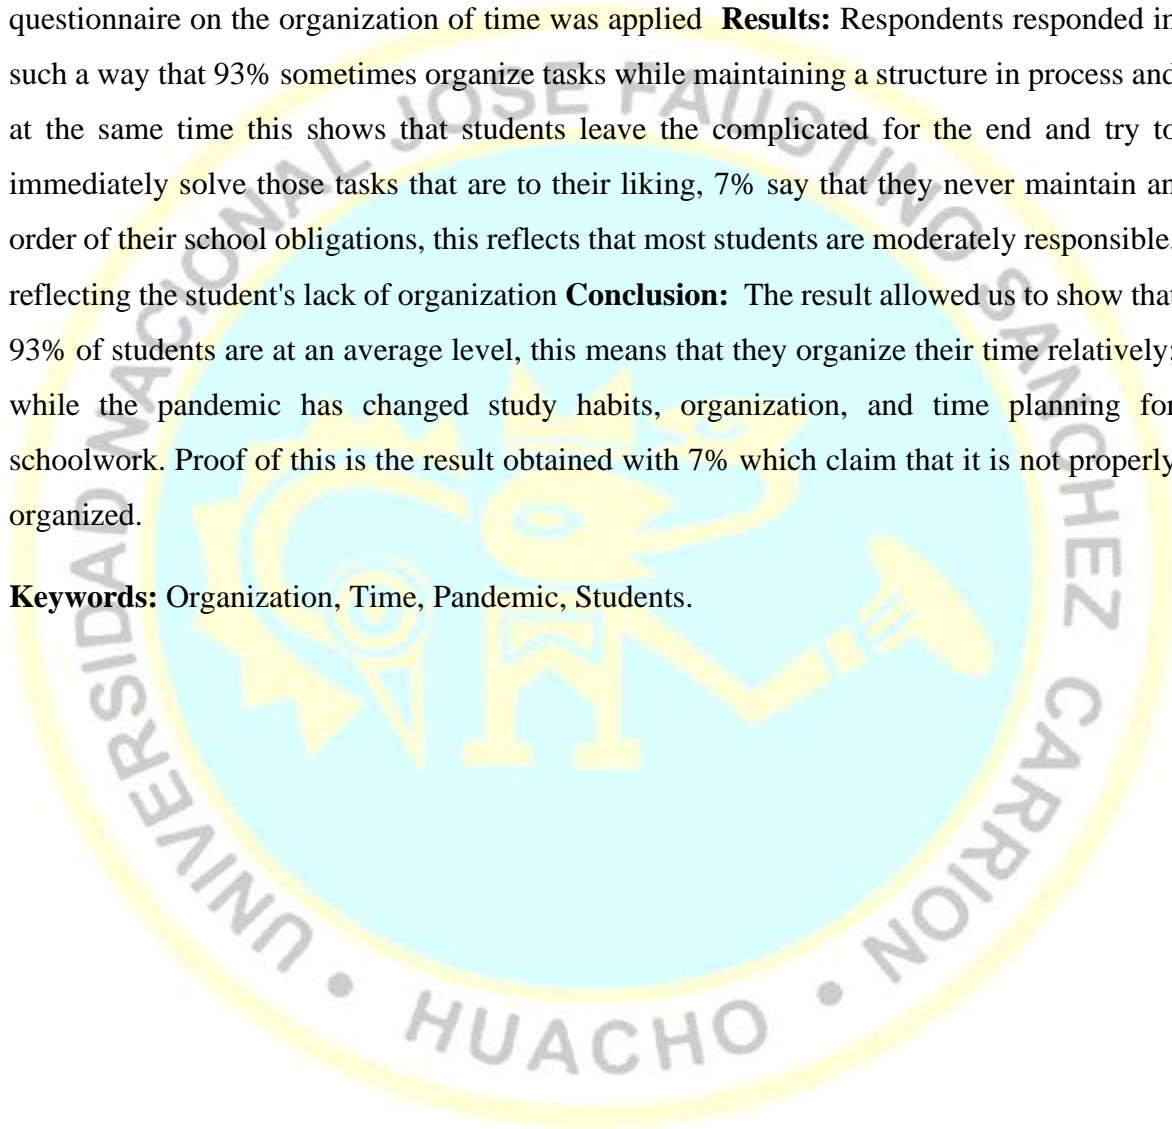 questionnaire on the organization of time was applied Results: Respondents responded in
such a way that 93% sometimes organize tasks while maintaining a structure in process and
at the same time this shows that students leave the complicated for the end and try to
immediately solve those tasks that are to their liking, 7% say that they never maintain an
order of their school obligations, this reflects that most students are moderately responsible,
reflecting the student's lack of organization Conclusion: The result allowed us to show that
93% of students are at an average level, this means that they organize their time relatively;
while the pandemic has changed study habits, organization, and time planning for
schoolwork. Proof of this is the result obtained with 7% which claim that it is not properly
organized.
Keywords: Organization, Time, Pandemic, Students.
UNIVERSIDAD NACIONAL JOSE FAUSTINO SANCHEZ CARRION • HUACHO •